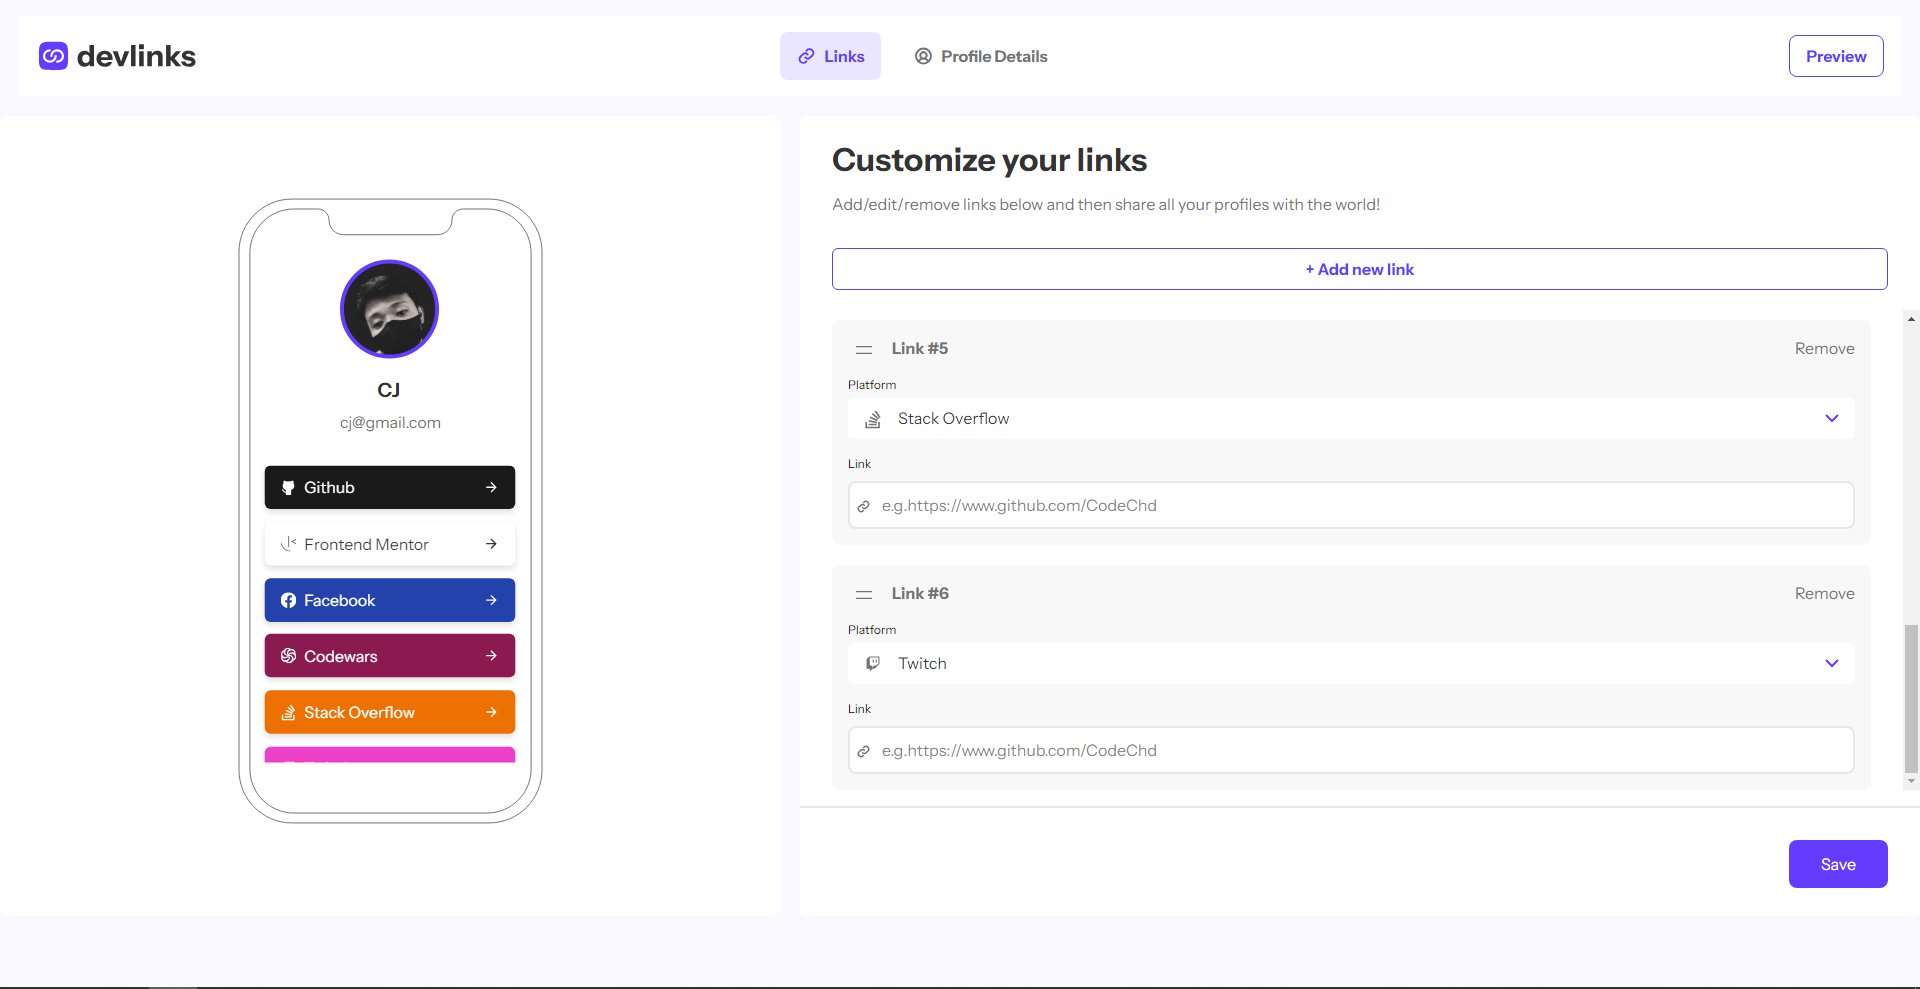 devlinks
Links
Profile Details
Preview
CJ
cj@gmail.com
Github
Frontend Mentor
Facebook
Codewars
Stack Overflow
Customize your links
Add/edit/remove links below and then share all your profiles with the world!
+ Add new link
Link #5
Remove
Platform
Stack Overflow
Link
e.g.https://www.github.com/CodeChd
Link #6
Remove
Platform
Twitch
Link
e.g.https://www.github.com/CodeChd
Save